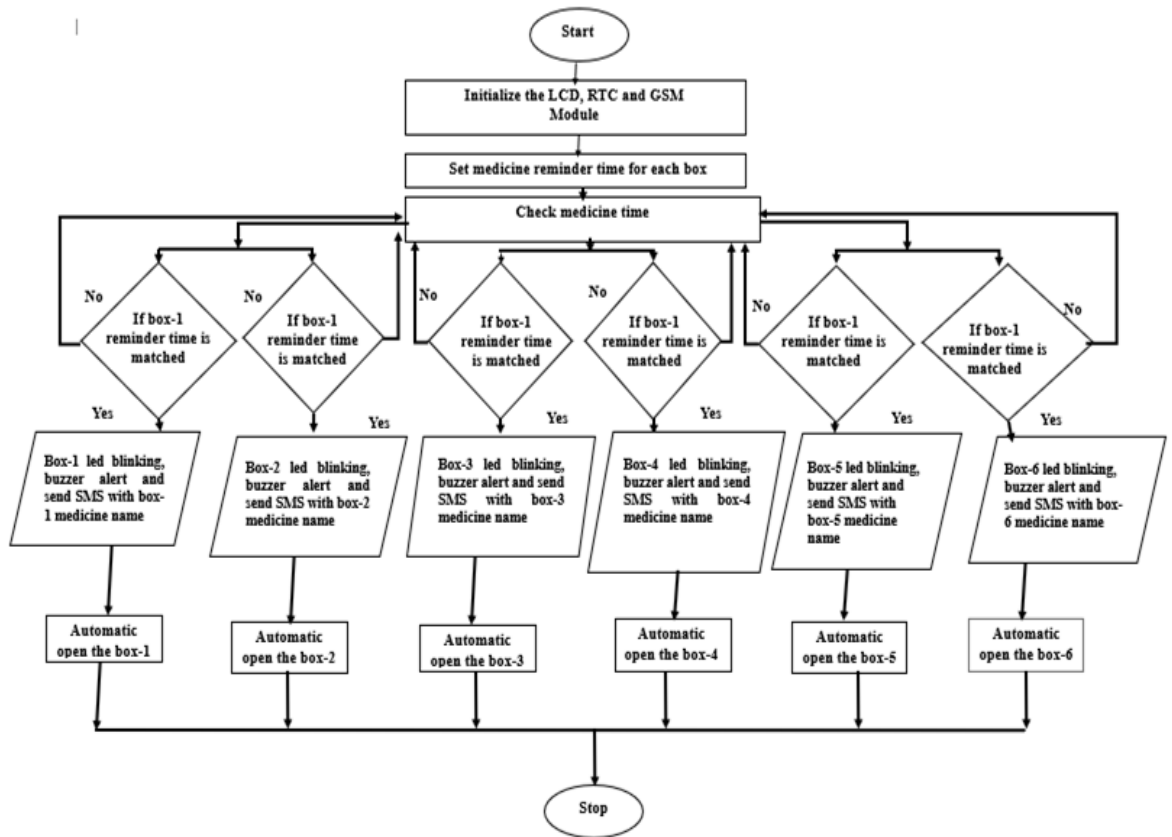 Start
Initialize the LCD, RTC and GSM
Module
Set medicine reminder time for each box
Check medicine time
No
If box-1
reminder time
is matched
Yes
No
If box-1
reminder time
is matched
Yes
No
If box-1
reminder time
is matched
Yes
No
If box-1
reminder time
is matched
Yes
No
If box-1
reminder time
is matched
Yes
No
If box-1
reminder time is
matched
Yes
Box-1 led blinking,
buzzer alert and
send SMS with box-
1 medicine name
Box-2 led blinking,
buzzer alert and
send SMS with box-2
medicine name
Box-3 led blinking,
buzzer alert and send
SMS with box-3
medicine name
Box-4 led blinking,
buzzer alert and send
SMS with box-4
medicine name
Box-5 led blinking,
buzzer alert and
send SMS with
box-5 medicine
name
Box-6 led blinking,
buzzer alert and
send SMS with box-
6 medicine name
Automatic
open the box-1
Automatic
open the box-2
Automatic
open the box-3
Automatic
open the box-4
Automatic
open the box-5
Automatic
open the box-6
Stop